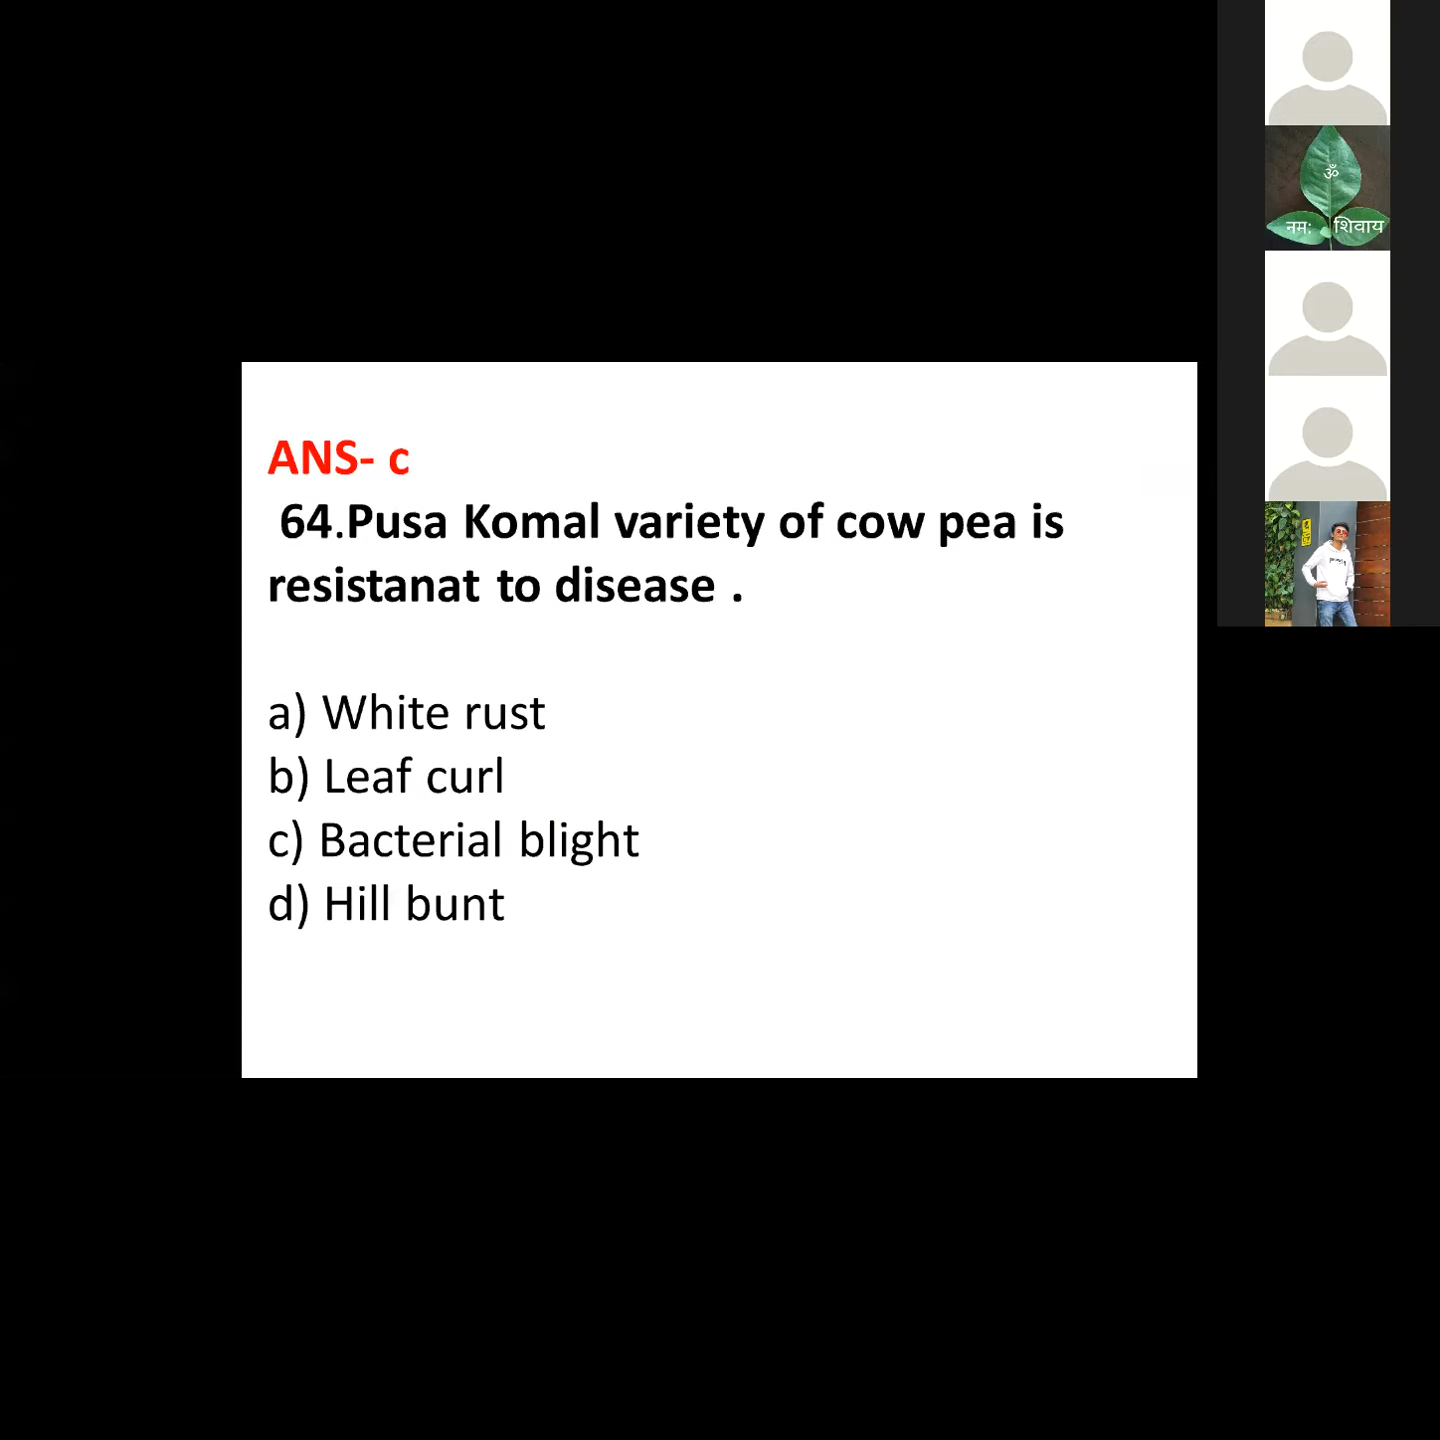 ANS- c
64.Pusa Komal variety of cow pea is
resistanat to disease .
a) White rust
b) Leaf curl
c) Bacterial blight
d) Hill bunt
ॐ
नम: शिवाय